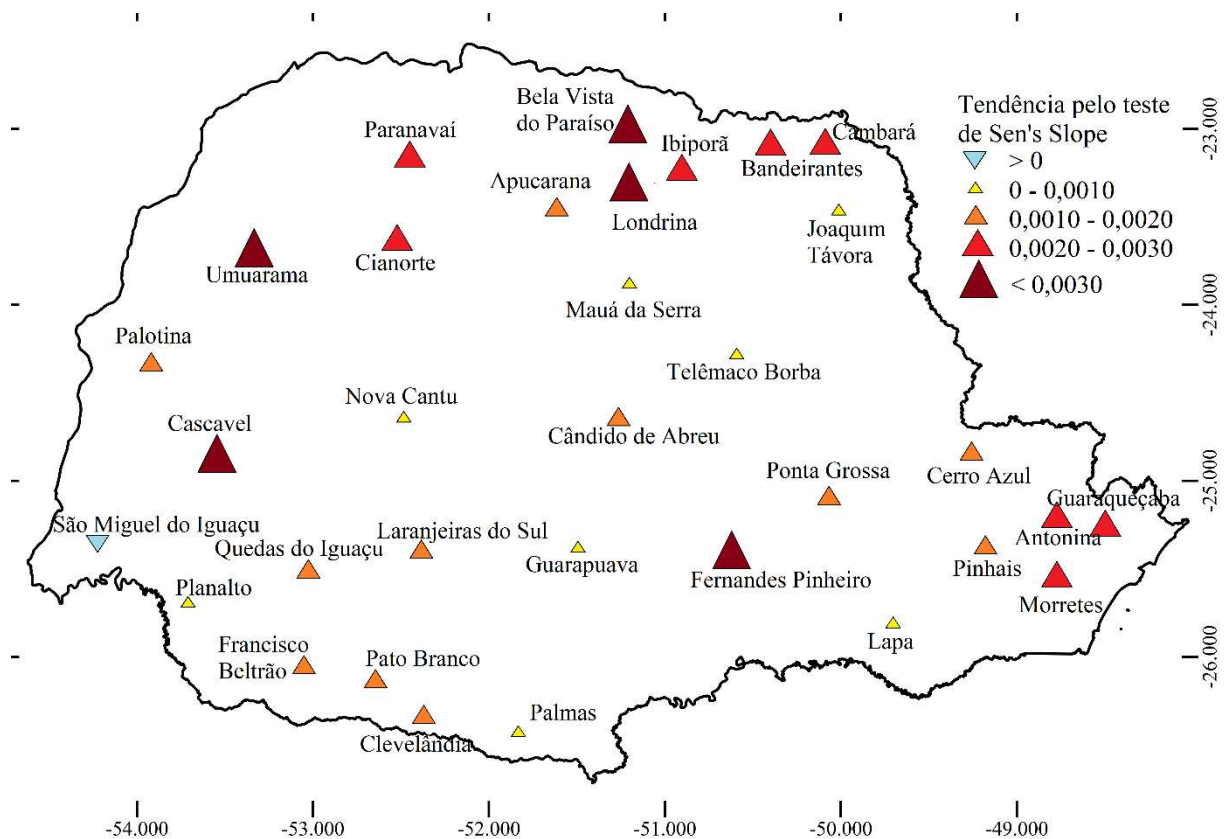 Bela Vista
do Paraíso
Paranavaí
Ibiporã
Cambará
Bandeirantes
Apucarana
Londrina
Joaquim
Távora
Umuarama
Cianorte
Mauá da Serra
Palotina
Telêmaco Borba
Nova Cantu
Cascavel
Cândido de Abreu
Ponta Grossa
Cerro Azul
Guaraqueçaba
São Miguel do Iguaçu
Laranjeiras do Sul
Antonina
Quedas do Iguaçu
Guarapuava
Pinhais
Fernandes Pinheiro
Planalto
Morretes
Lapa
Francisco
Beltrão
Pato Branco
Palmas
Clevelândia
Tendência pelo teste
de Sen's Slope
> 0
0 - 0,0010
0,0010 - 0,0020
0,0020 - 0,0030
< 0,0030
-23.000
-24.000
-25.000
-26.000
-54.000
-53.000
-52.000
-51.000
-50.000
-49.000